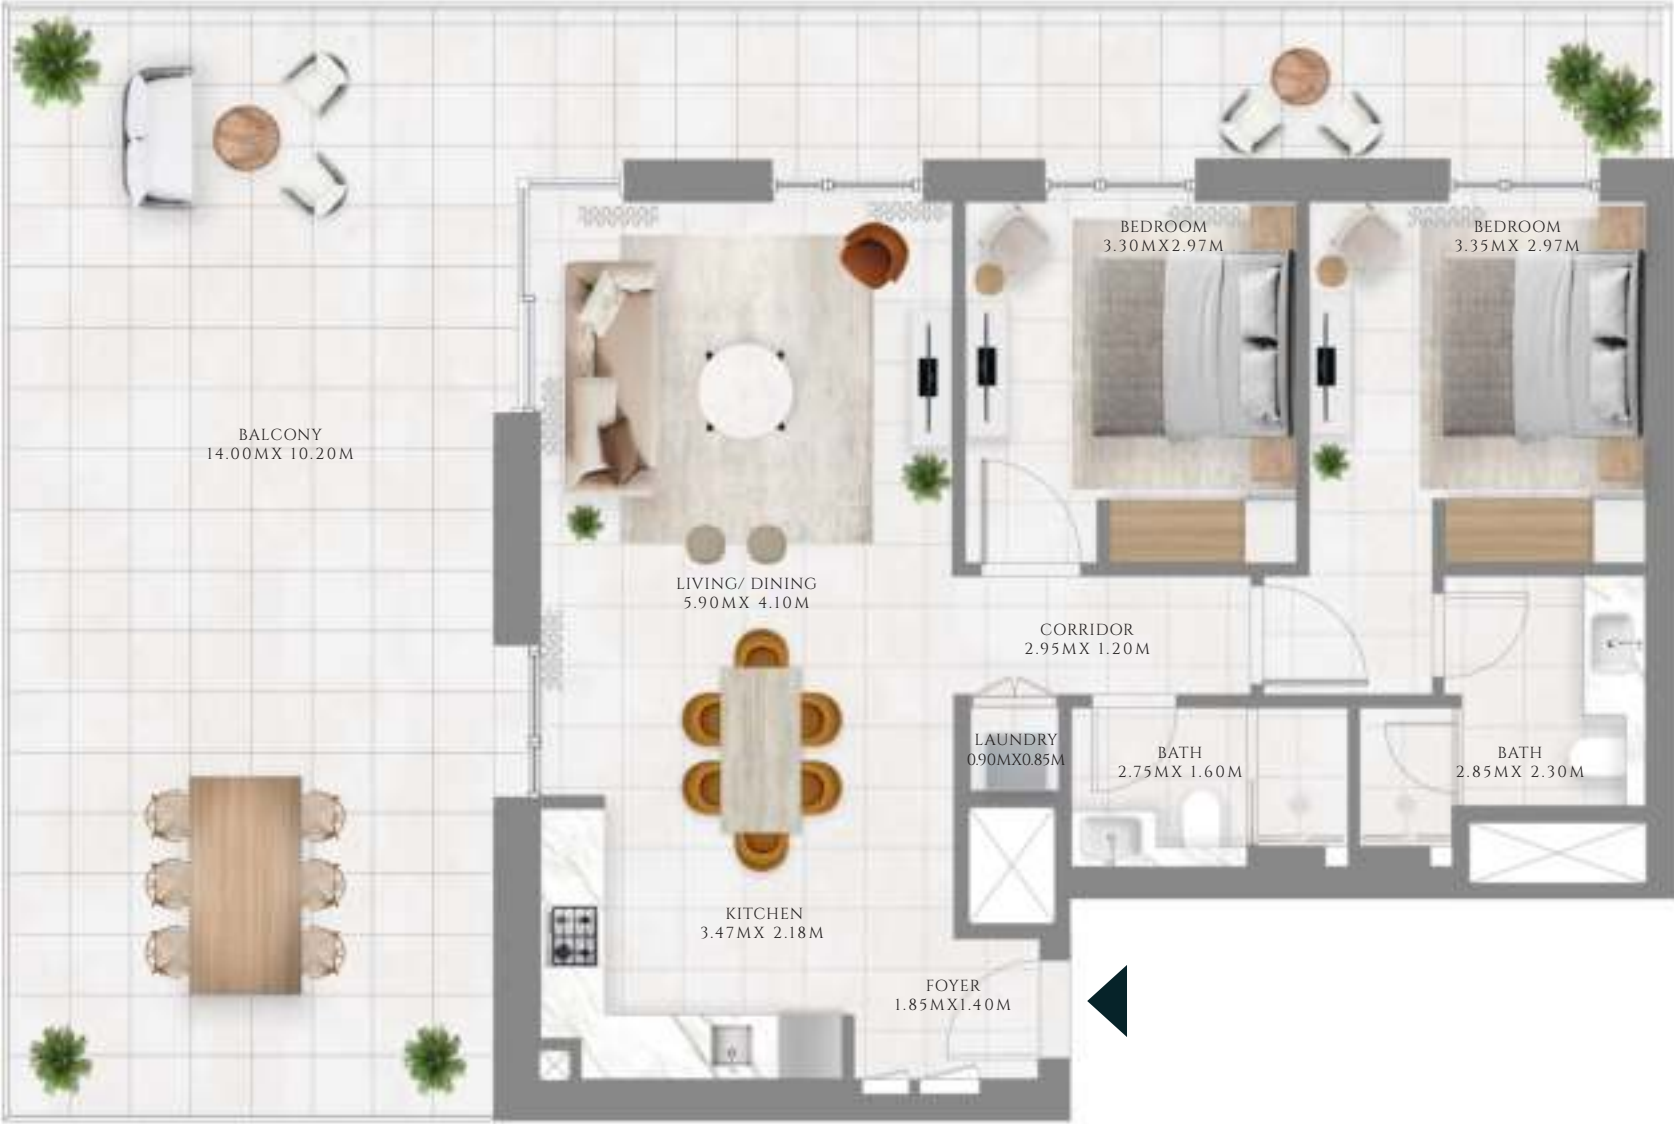 BEDROOM
3.30MX2.97M
BEDROOM
3.35MX 2.97M
BALCONY
14.00MX 10.20M
LIVING/ DINING
5.90MX 4.10M
CORRIDOR
2.95MX 1.20M
LAUNDRY
0.90MX0.85M
BATH
2.75MX 1.60M
BATH
2.85MX 2.30M
KITCHEN
3.47MX 2.18M
FOYER
1.85MX1.40M